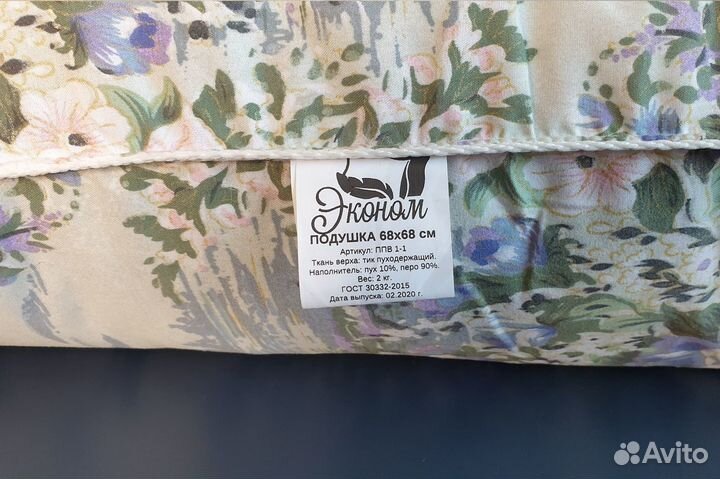 Эконом
ПОДУШКА 68х68 см
Артикул: ППВ 1-1
Ткань верха: тик пуходержащий.
Наполнитель: пух 10%, перо 90%.
Вес: 2 кг.
ГОСТ 30332-2015
Дата выпуска: 02.2020 г.
Avito